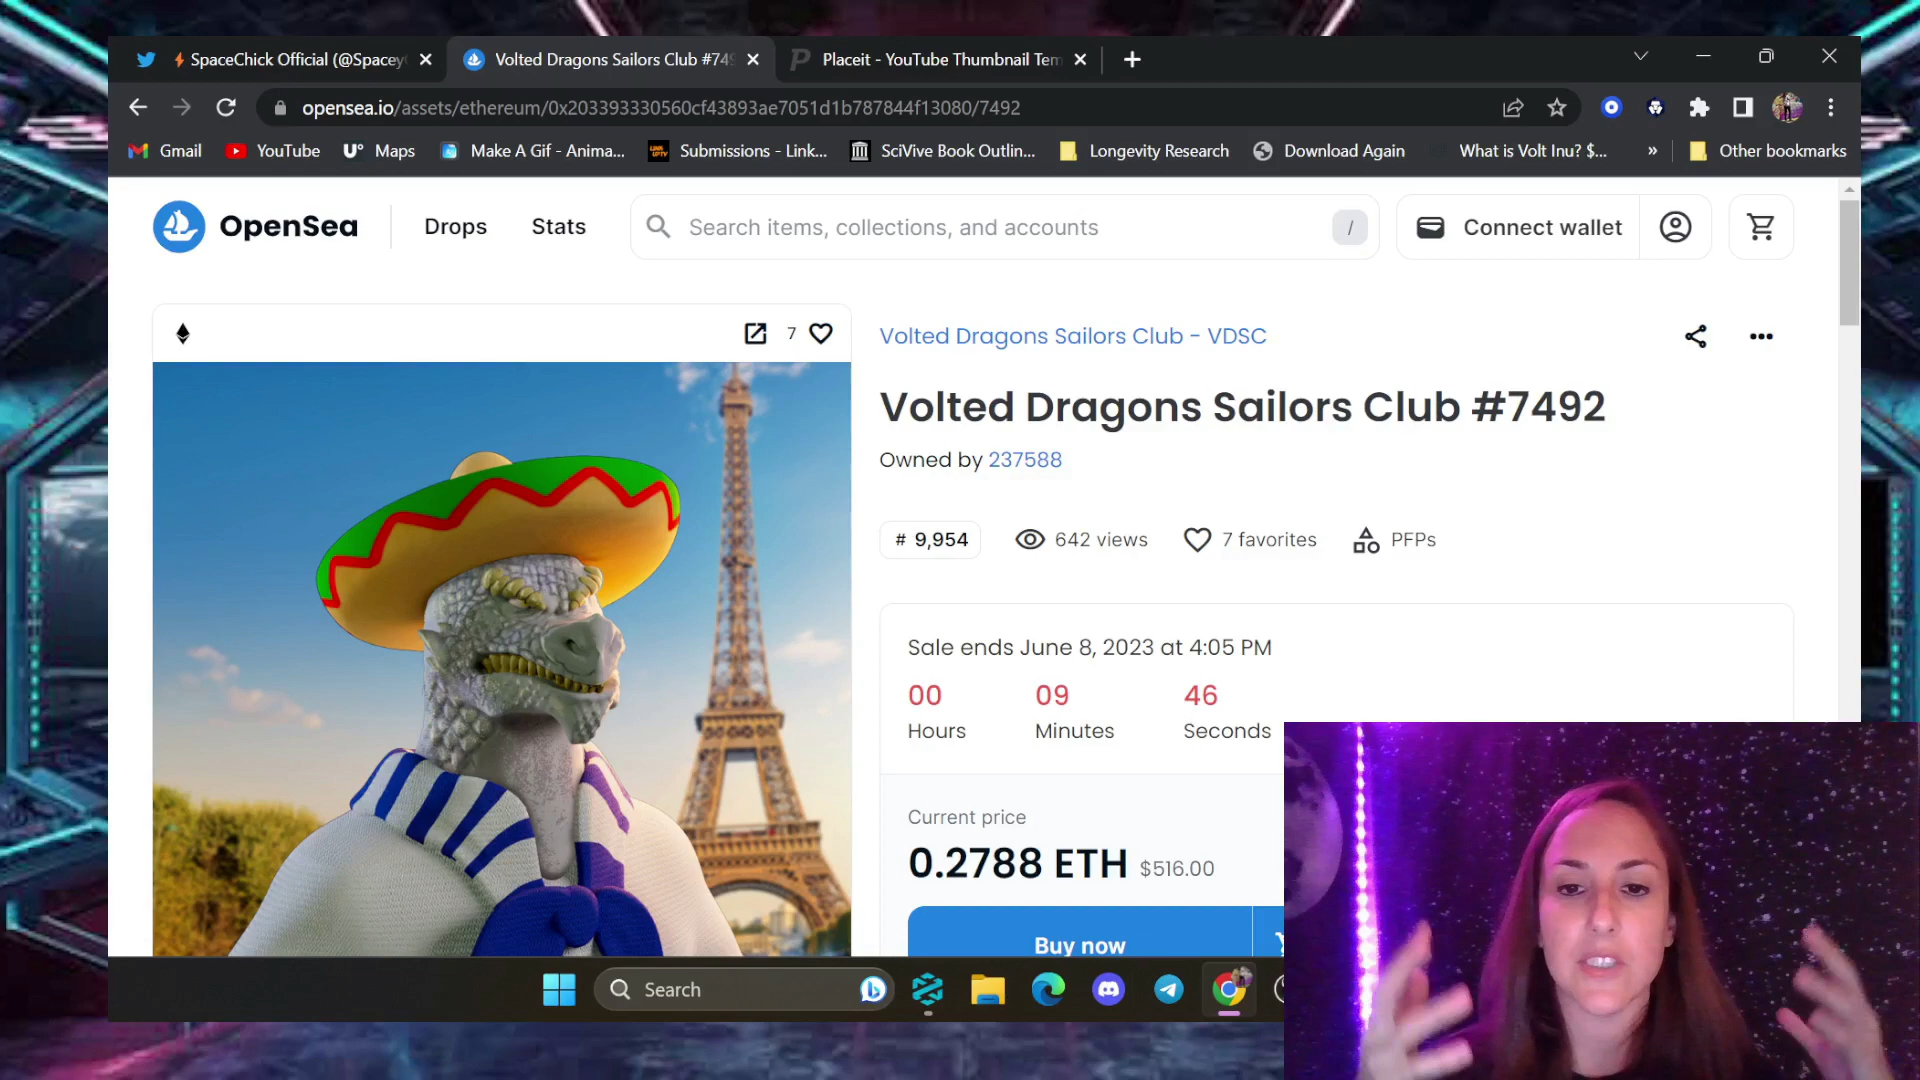 SpaceChick Official (@Spacey
Volted Dragons Sailors Club #749
Placeit - YouTube Thumbnail Tem
opensea.io/assets/ethereum/0x203393330560cf43893ae7051d1b787844f13080/7492
Gmail
YouTube
Maps
Make A Gif - Anima...
Submissions - Link...
SciVive Book Outlin...
Longevity Research
Download Again
What is Volt Inu? $...
»
Other bookmarks
OpenSea
Drops
Stats
Search items, collections, and accounts
/
Connect wallet
7
Volted Dragons Sailors Club - VDSC
Volted Dragons Sailors Club #7492
Owned by 237588
# 9,954
642 views
7 favorites
PFPs
Sale ends June 8, 2023 at 4:05 PM
00 09 46
Hours Minutes Seconds
Current price
0.2788 ETH $516.00
Buy now
Search